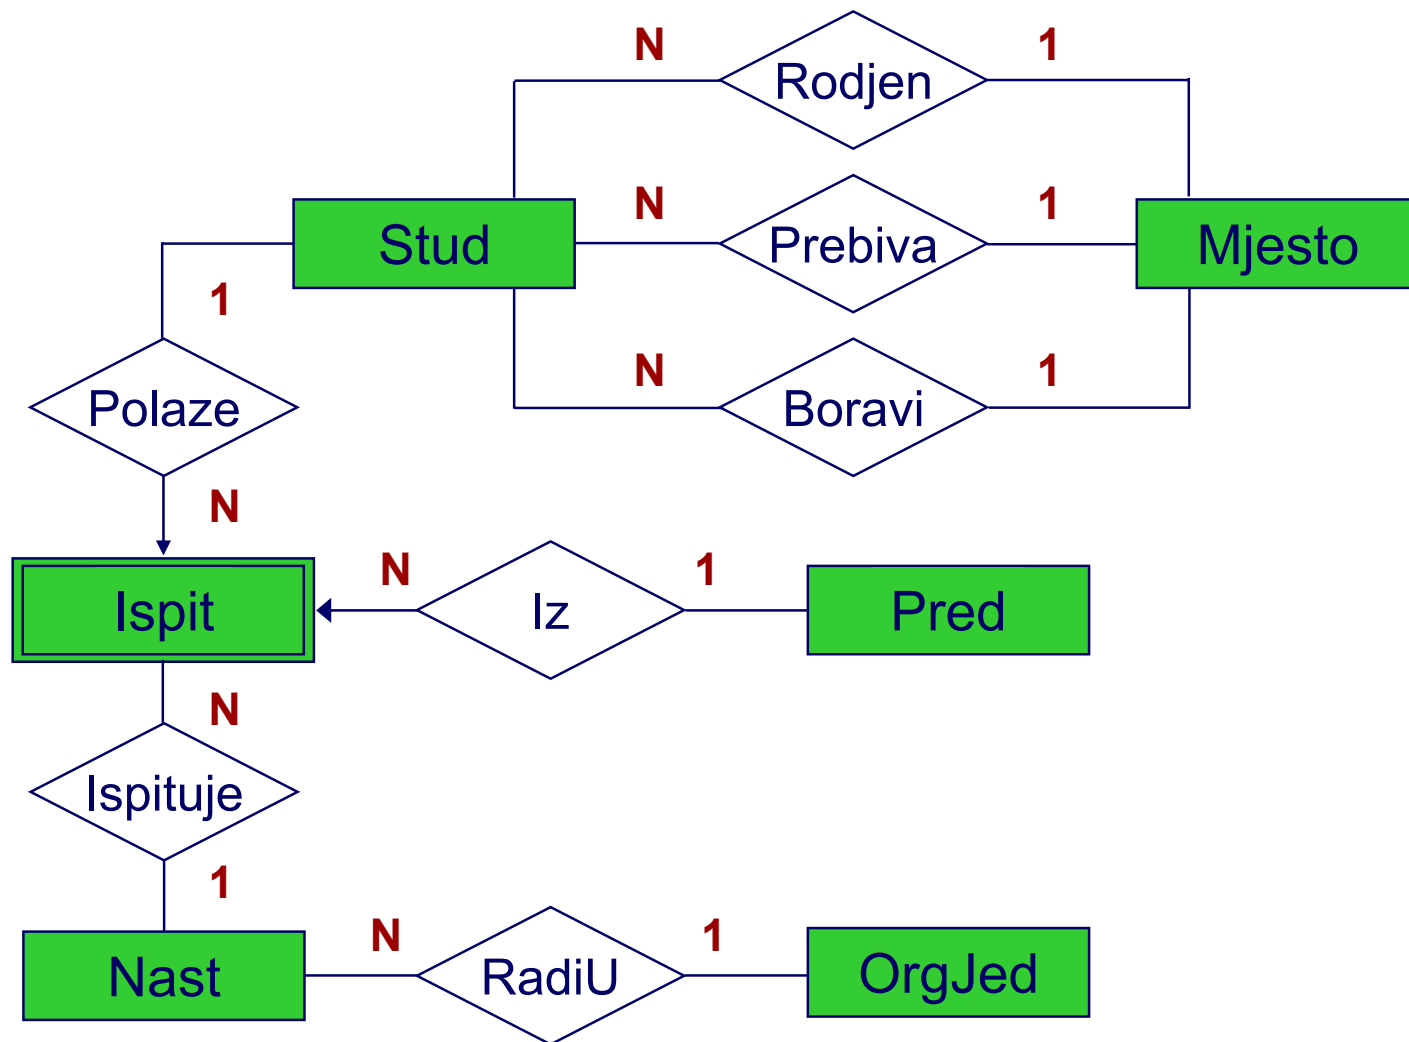 N
1
Rodjen
N
1
Stud
Prebiva
Mjesto
1
N
1
Polaze
Boravi
N
N
1
Ispit
Iz
Pred
N
Ispituje
1
N
1
Nast
RadiU
OrgJed